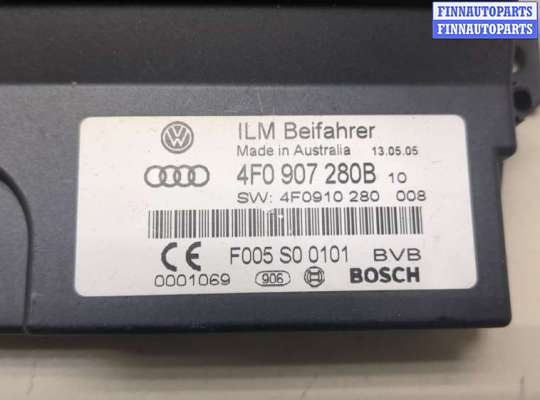 FINNAUTOPARTS
FINNAUTOPARTS
ILM Beifahrer
Made in Australia 13.05.05
4F0 907 280B 10
SW: 4F0910 280 008
CE F005 S0 0101 BVB
0001069 906 BOSCH